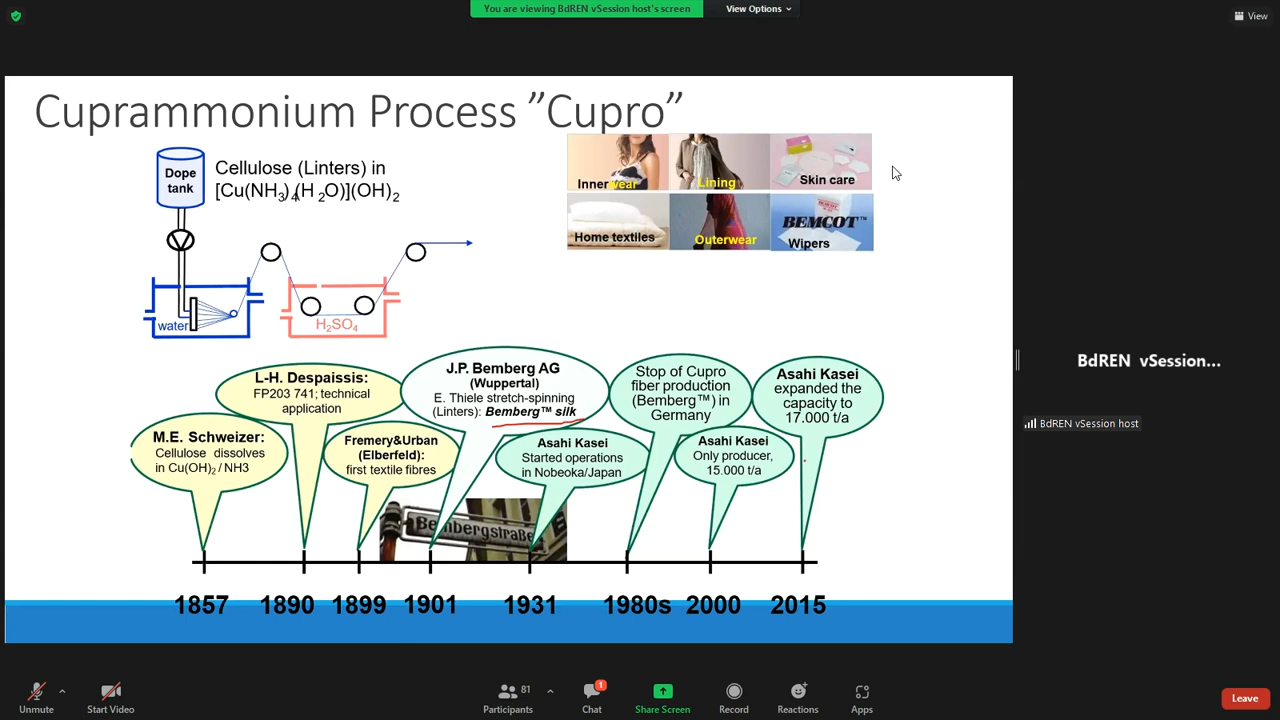 You are viewing BdREN vSession host's screen
View Options
View
Cuprammonium Process ”Cupro”
Dope
tank
Cellulose (Linters) in
[Cu(NH3)4(H2O)](OH)2
water
H2SO4
Innerwear
Lining
Skin care
Home textiles
Outerwear
BEMCOT™
Wipers
M.E. Schweizer:
Cellulose dissolves
in Cu(OH)2 / NH3
L-H. Despaissis:
FP203 741; technical
application
Fremery&Urban
(Elberfeld):
first textile fibres
J.P. Bemberg AG
(Wuppertal)
E. Thiele stretch-spinning
(Linters): Bemberg™ silk
Asahi Kasei
Started operations
in Nobeoka/Japan
Stop of Cupro
fiber production
(Bemberg™) in
Germany
Asahi Kasei
Only producer,
15.000 t/a
Asahi Kasei
expanded the
capacity to
17.000 t/a
Bembergstraße
1857 1890 1899 1901 1931 1980s 2000 2015
BdREN vSession...
BdREN vSession host
Unmute
Start Video
81
Participants
1
Chat
Share Screen
Record
Reactions
Apps
Leave